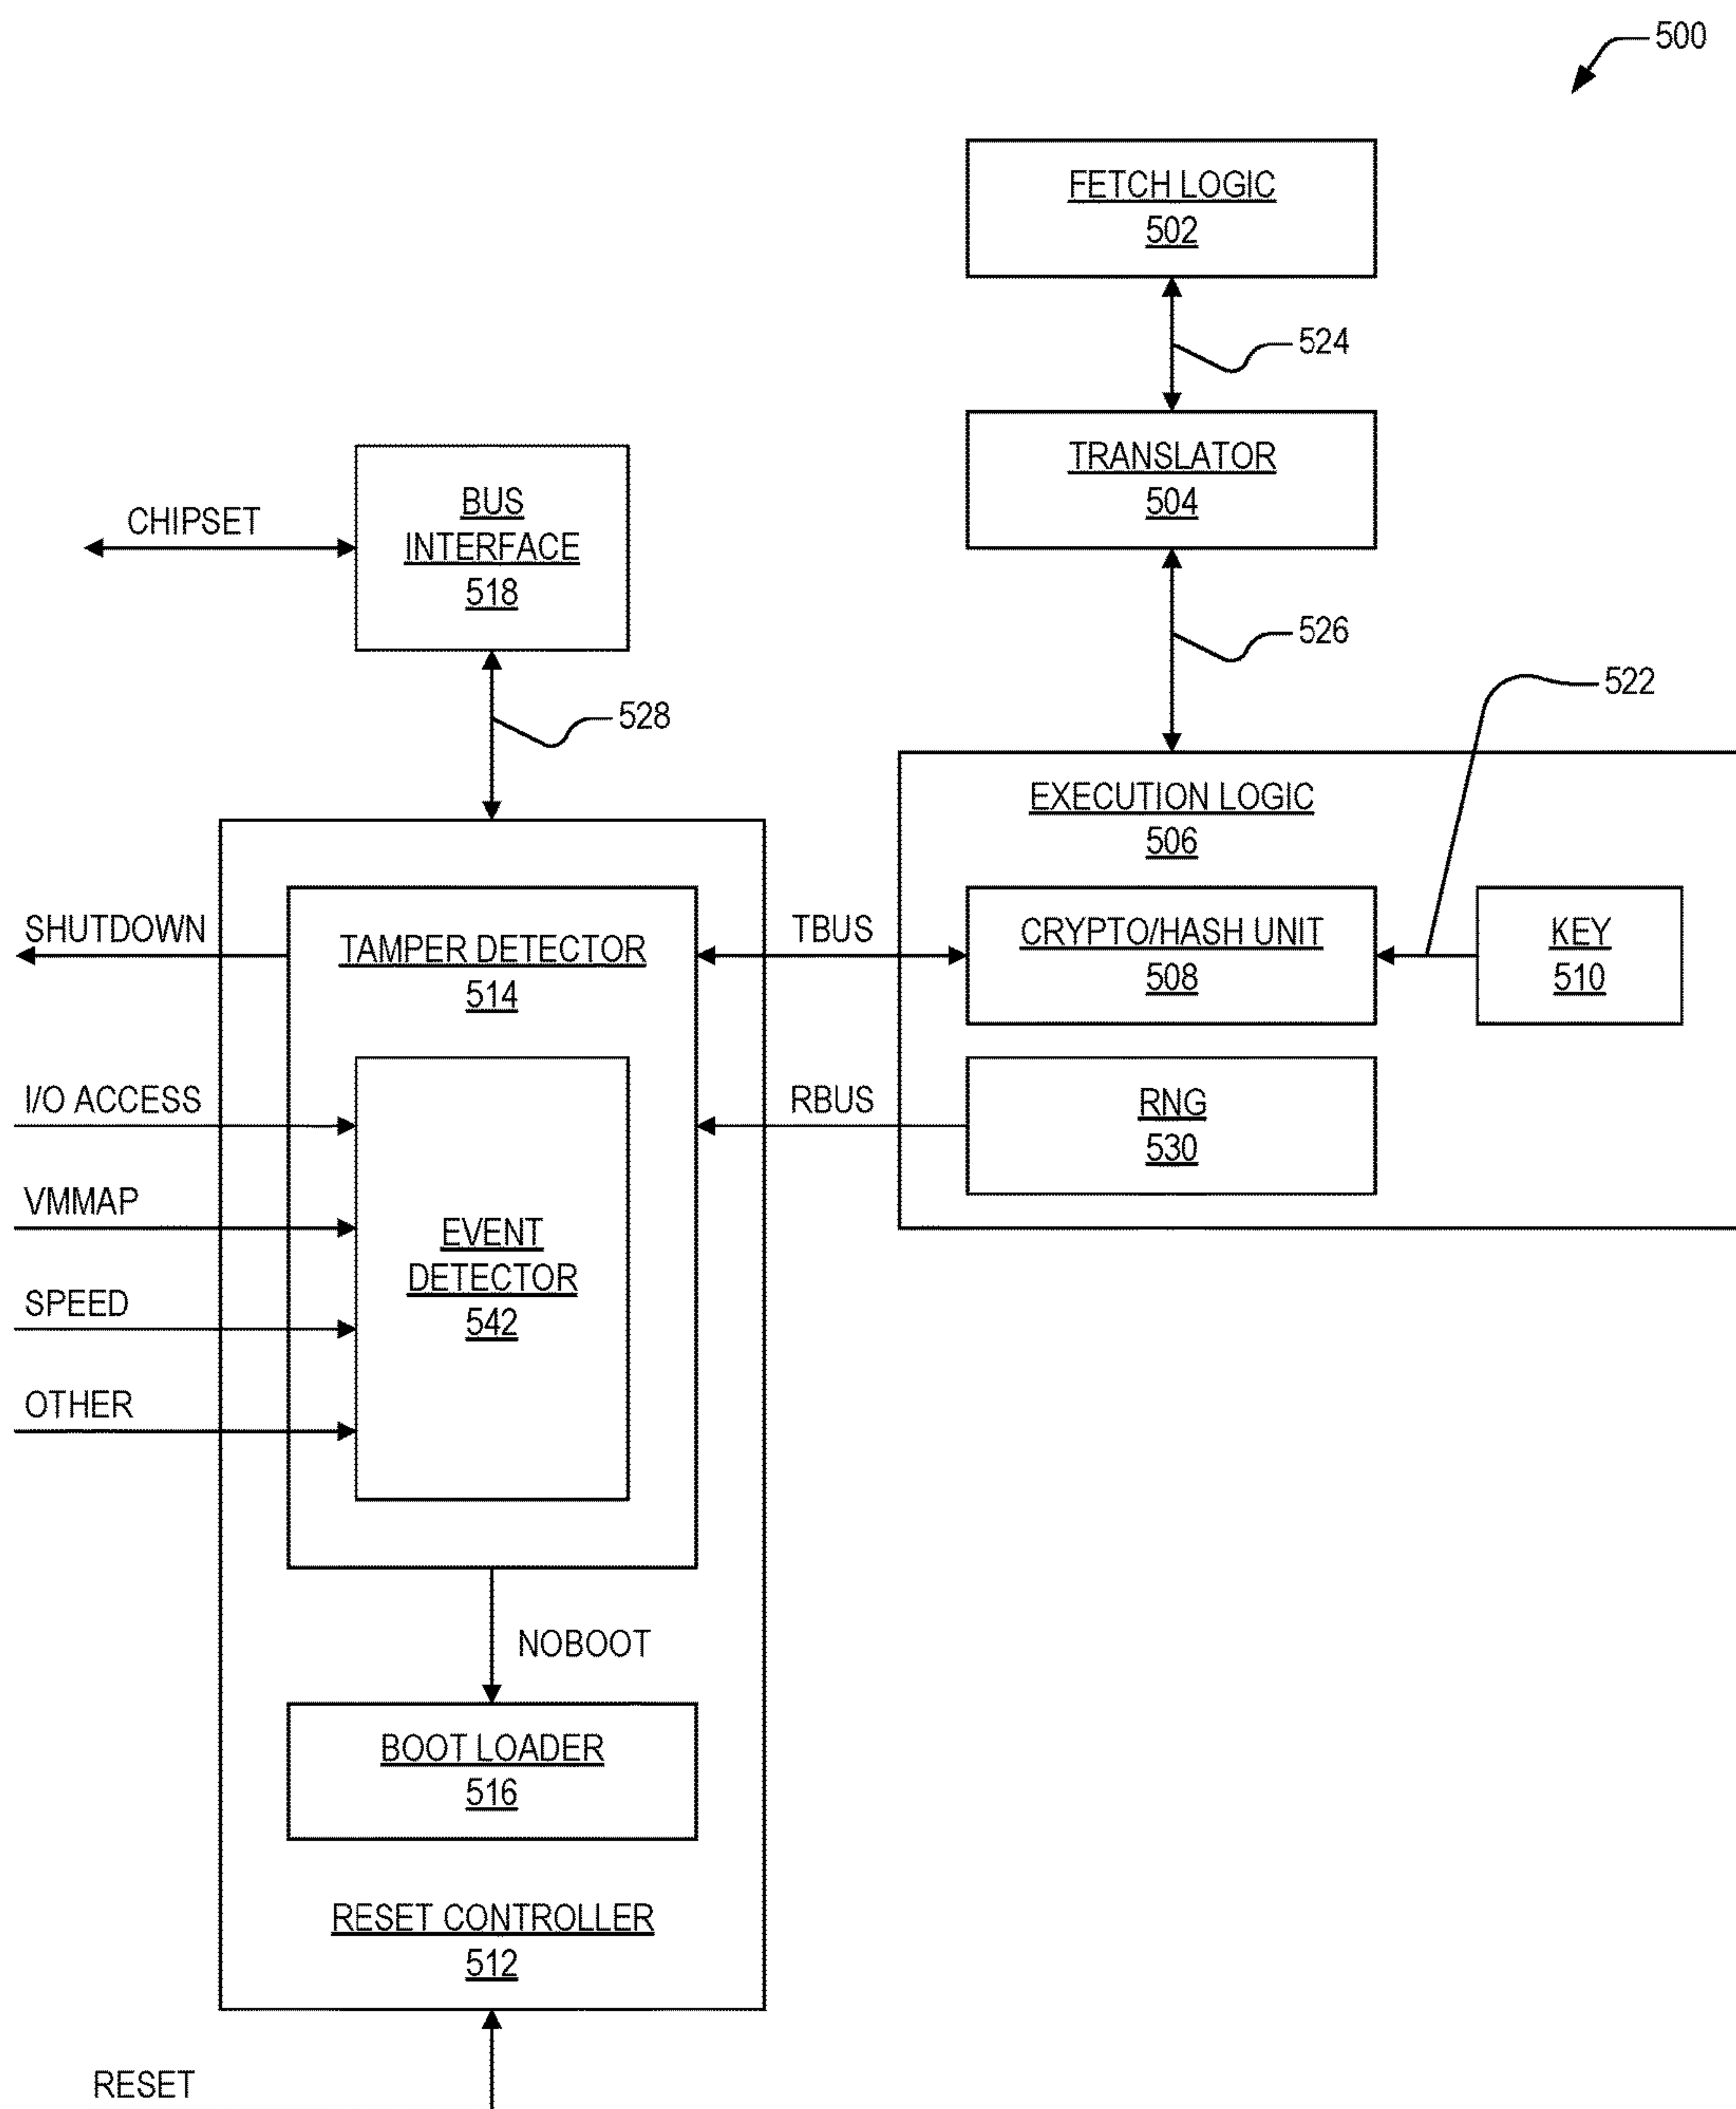 500
FETCH LOGIC
502
524
TRANSLATOR
504
BUS
INTERFACE
518
CHIPSET
526
522
528
EXECUTION LOGIC
506
SHUTDOWN
TAMPER DETECTOR
514
TBUS
CRYPTO/HASH UNIT
508
KEY
510
I/O ACCESS
RBUS
RNG
530
VMMAP
EVENT
DETECTOR
542
SPEED
OTHER
NOBOOT
BOOT LOADER
516
RESET CONTROLLER
512
RESET